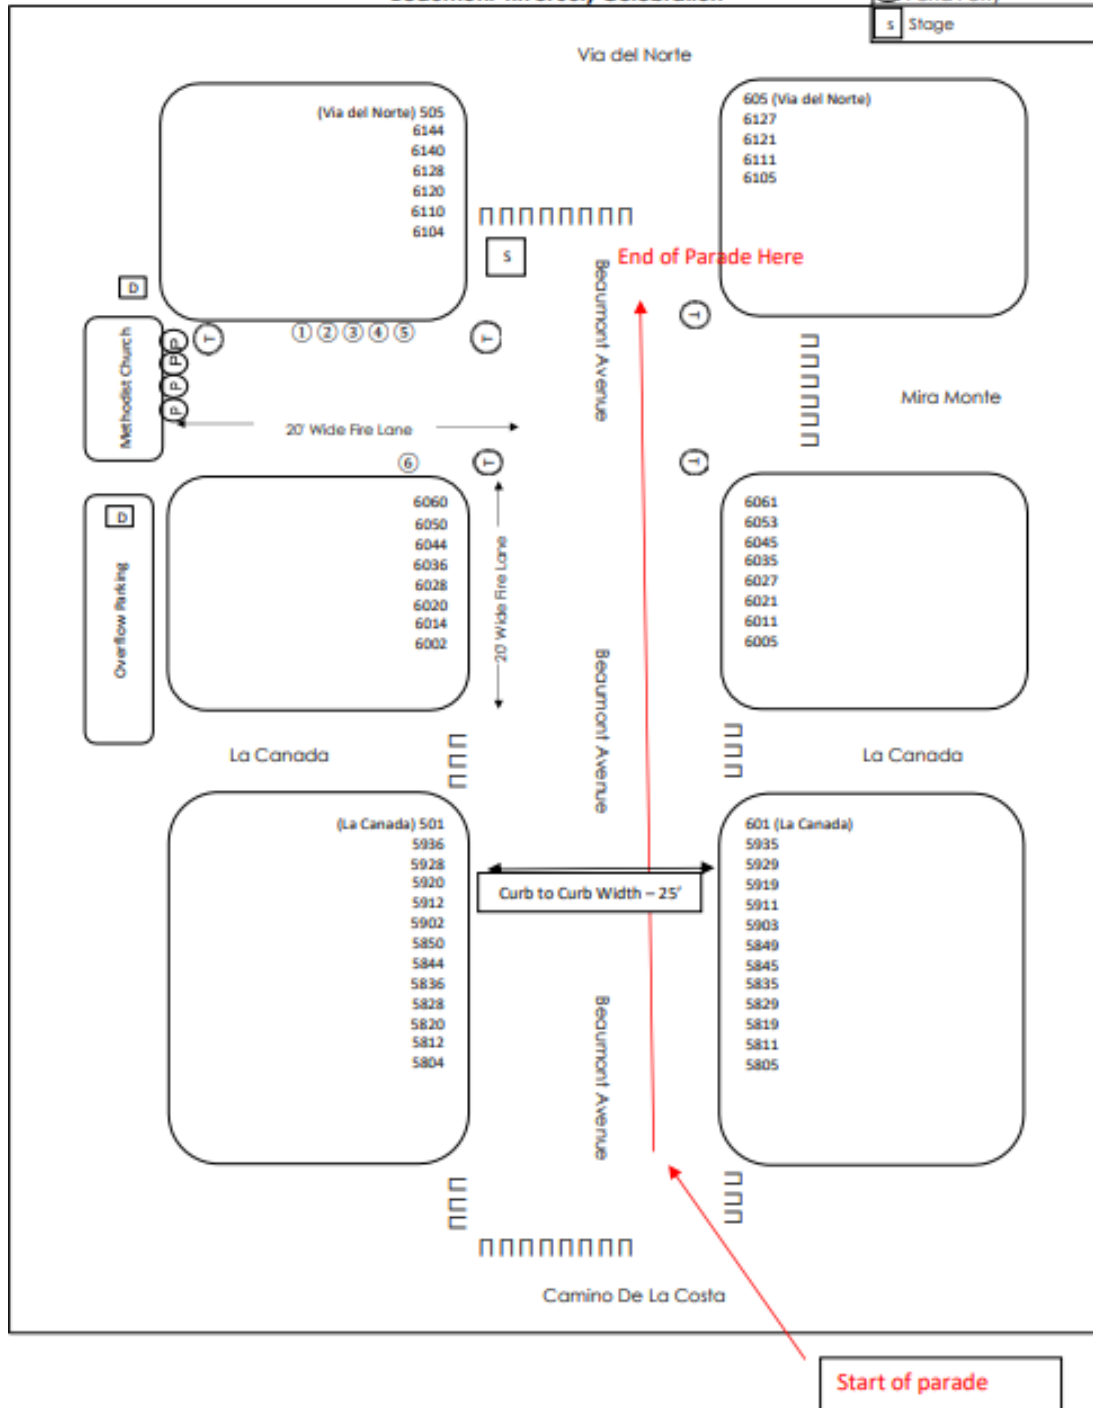 s Stage
Via del Norte
(Via del Norte) 505
6144
6140
6128
6120
6110
6104
605 (Via del Norte)
6127
6121
6111
6105
S
End of Parade Here
Beaumont Avenue
D
Methodist Church
P
P
P
P
T
① ② ③ ④ ⑤
T
T
Mira Monte
20' Wide Fire Lane
⑥
T
T
D
Overflow Parking
6060
6050
6044
6036
6028
6020
6014
6002
20' Wide Fire Lane
6061
6053
6045
6035
6027
6021
6011
6005
Beaumont Avenue
La Canada
La Canada
(La Canada) 501
5936
5928
5920
5912
5902
5850
5844
5836
5828
5820
5812
5804
Curb to Curb Width – 25'
601 (La Canada)
5935
5929
5919
5911
5903
5849
5845
5835
5829
5819
5811
5805
Beaumont Avenue
Camino De La Costa
Start of parade